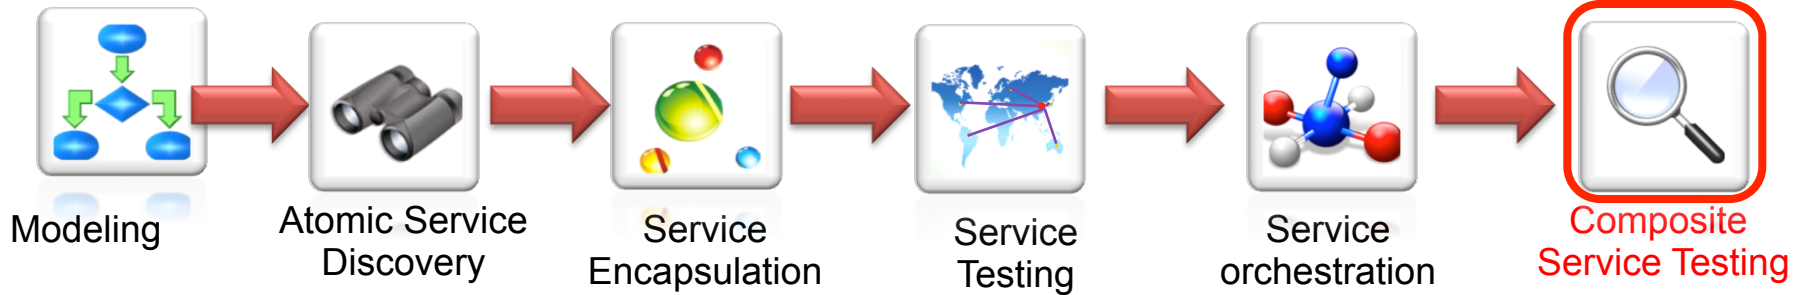 Modeling
Atomic Service
Discovery
Service
Encapsulation
Service
Testing
Service
orchestration
Composite
Service Testing